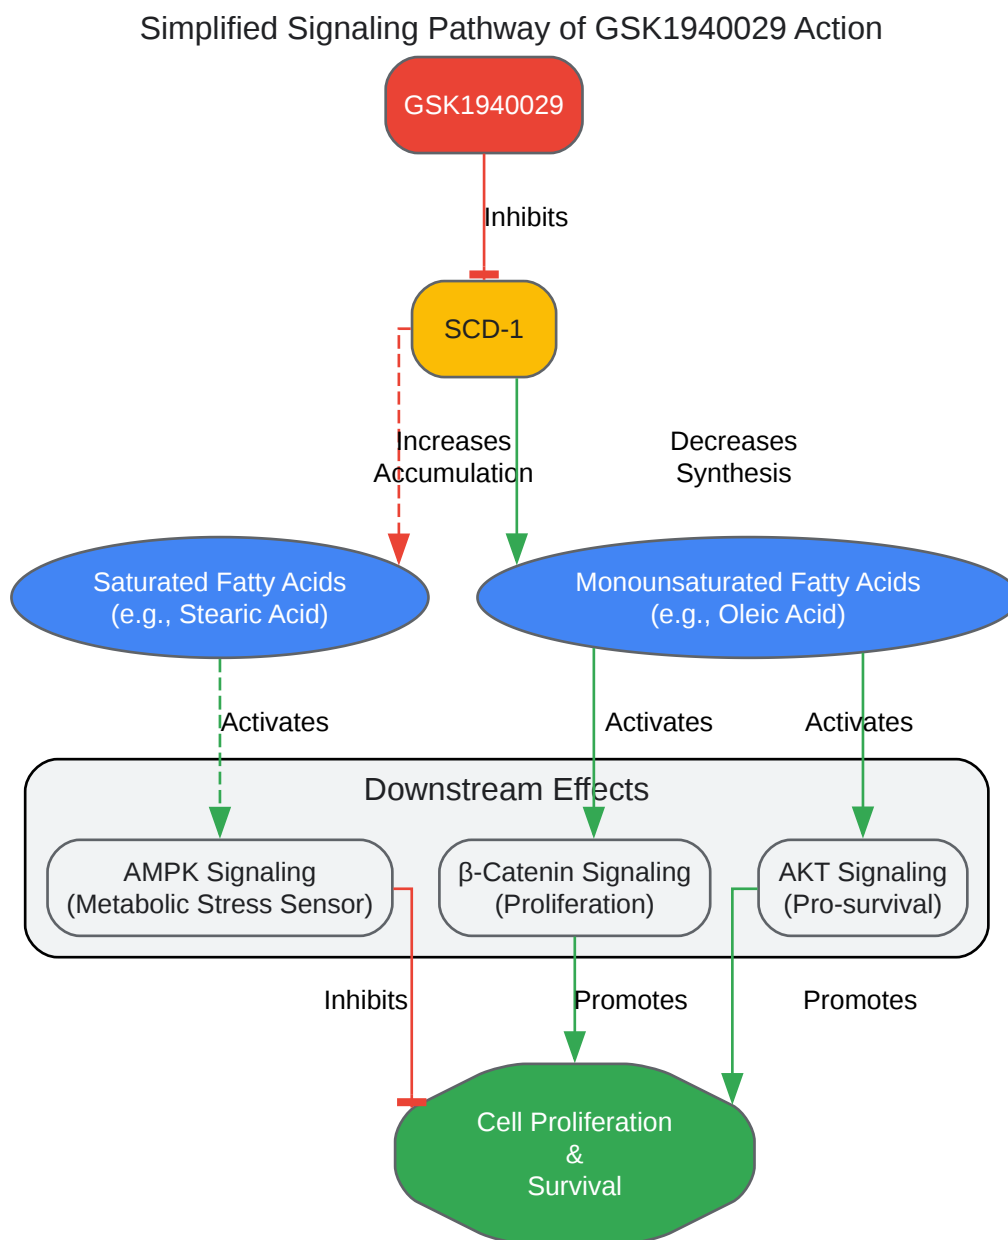 Simplified Signaling Pathway of GSK1940029 Action
GSK1940029
Inhibits
SCD-1
Increases
Accumulation
Decreases
Synthesis
Saturated Fatty Acids
(e.g., Stearic Acid)
Monounsaturated Fatty Acids
(e.g., Oleic Acid)
Activates
Activates
Activates
Downstream Effects
AMPK Signaling
(Metabolic Stress Sensor)
β-Catenin Signaling
(Proliferation)
AKT Signaling
(Pro-survival)
Inhibits
Promotes
Promotes
Cell Proliferation
&
Survival